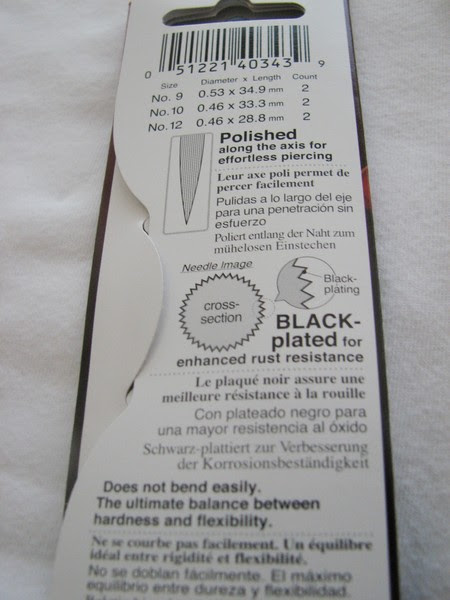 0 51221 40343 9
Size Diameter x Length Count
No. 9 0.53 x 34.9 mm 2
No. 10 0.46 x 33.3 mm 2
No. 12 0.46 x 28.8 mm 2
Polished
along the axis for
effortless piercing
Leur axe poli permet de
percer facilement
Pulidas a lo largo del eje
para una penetración sin
esfuerzo
Poliert entlang der Naht zum
mühelosen Einstechen
Needle Image
cross-
section
Black-
plating
BLACK-
plated for
enhanced rust resistance
Le plaqué noir assure une
meilleure résistance à la rouille
Con plateado negro para
una mayor resistencia al óxido
Schwarz-plattiert zur Verbesserung
der Korrosionsbeständigkeit
Does not bend easily.
The ultimate balance between
hardness and flexibility.
Ne se courbe pas facilement. Un équilibre
idéal entre rigidité et flexibilité.
No se doblan fácilmente. El máximo
equilibrio entre dureza y flexibilidad.